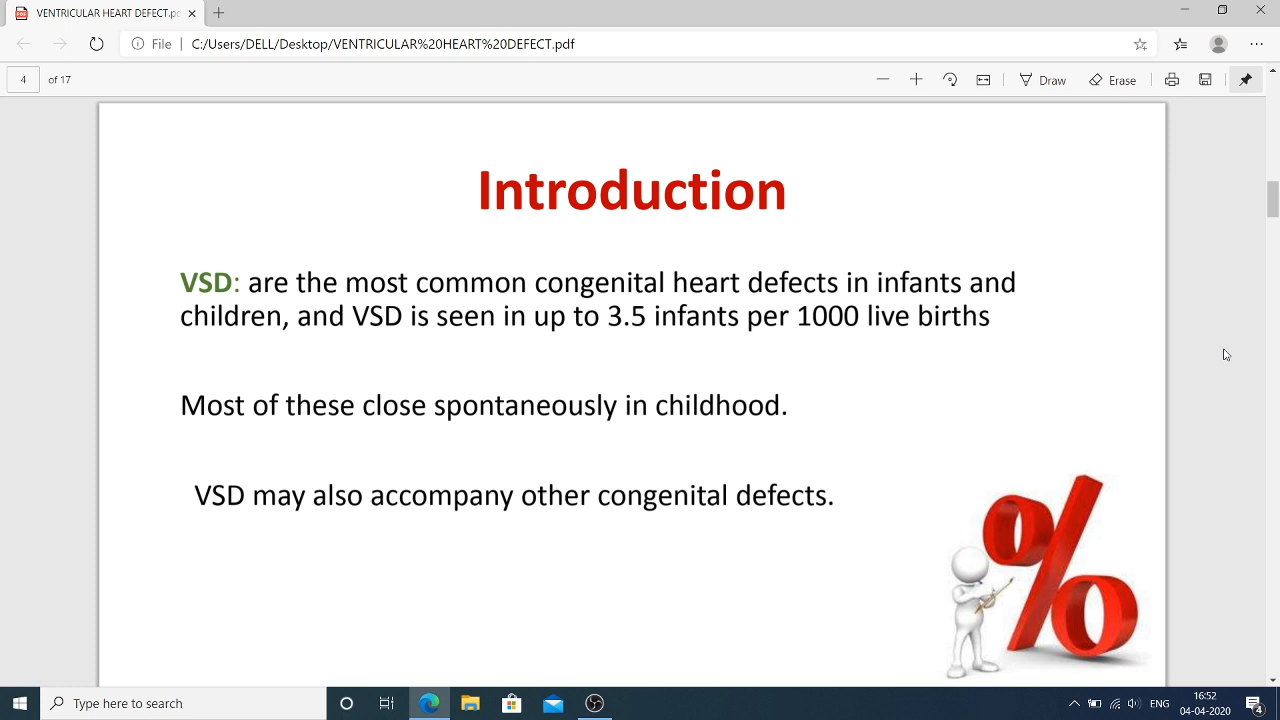 VENTRICULAR HEART DEFECT.pd
File | C:/Users/DELL/Desktop/VENTRICULAR%20HEART%20DEFECT.pdf
4 of 17
Draw
Erase
Introduction
VSD: are the most common congenital heart defects in infants and
children, and VSD is seen in up to 3.5 infants per 1000 live births
Most of these close spontaneously in childhood.
VSD may also accompany other congenital defects.
%
Type here to search
ENG
16:52
04-04-2020
4